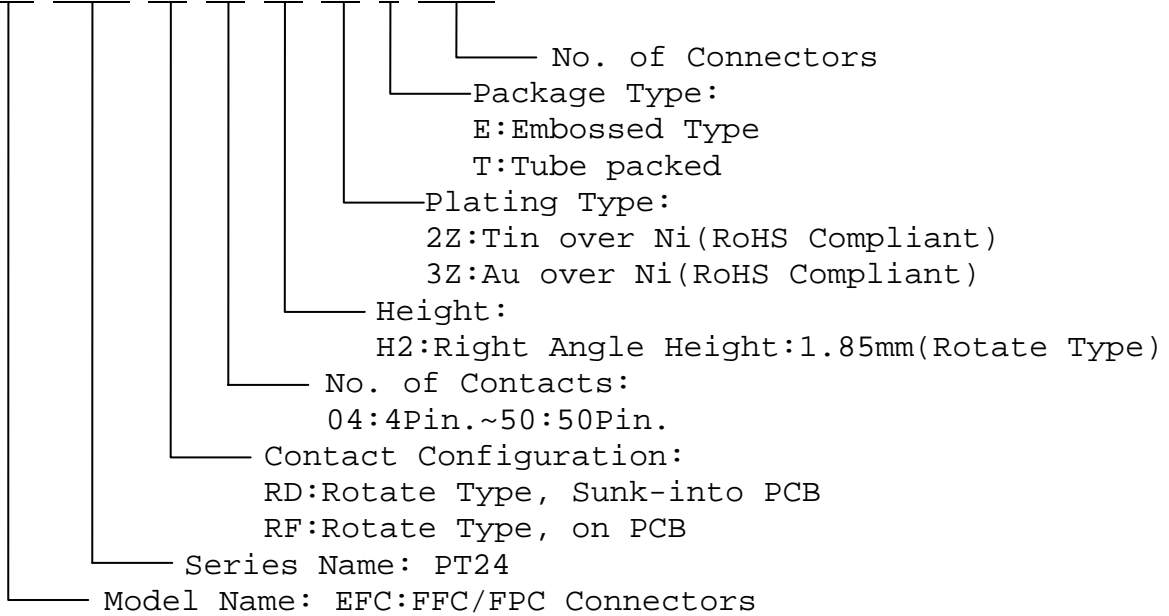 No. of Connectors
Package Type:
E:Embossed Type
T:Tube packed
Plating Type:
2Z:Tin over Ni(RoHS Compliant)
3Z:Au over Ni(RoHS Compliant)
Height:
H2:Right Angle Height:1.85mm(Rotate Type)
No. of Contacts:
04:4Pin.~50:50Pin.
Contact Configuration:
RD:Rotate Type, Sunk-into PCB
RF:Rotate Type, on PCB
Series Name: PT24
Model Name: EFC:FFC/FPC Connectors